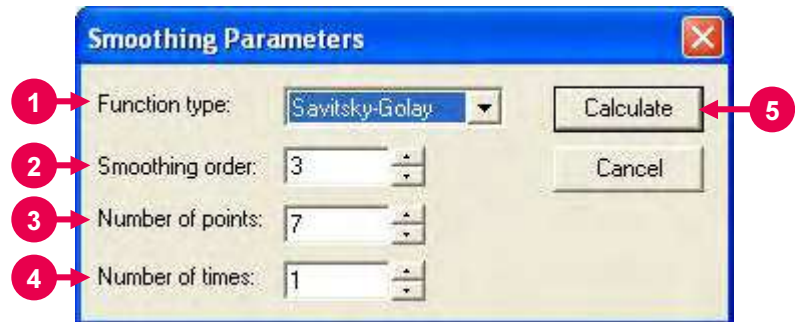 Smoothing Parameters
1 Function type: Savitsky-Golay Calculate 5
2 Smoothing order: 3 Cancel
3 Number of points: 7
4 Number of times: 1